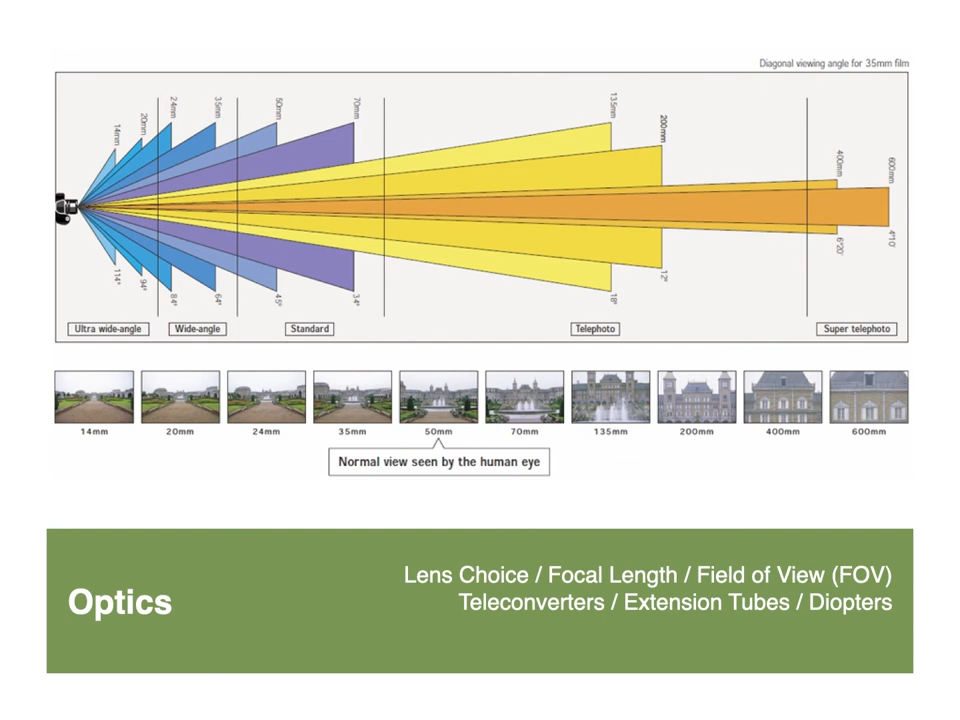 Diagonal viewing angle for 35mm film
14mm
20mm
24mm
35mm
50mm
70mm
135mm
200mm
400mm
600mm
114°
94°
84°
64°
45°
34°
18°
12°
6°20'
4°10'
Ultra wide-angle
Wide-angle
Standard
Telephoto
Super telephoto
14mm
20mm
24mm
35mm
50mm
70mm
135mm
200mm
400mm
600mm
Normal view seen by the human eye
Optics
Lens Choice / Focal Length / Field of View (FOV)
Teleconverters / Extension Tubes / Diopters